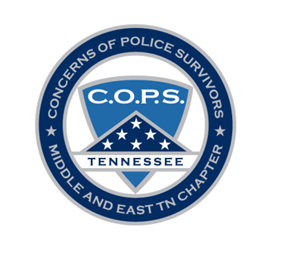 CONCERNS OF POLICE SURVIVORS
C.O.P.S.
TENNESSEE
MIDDLE AND EAST TN CHAPTER